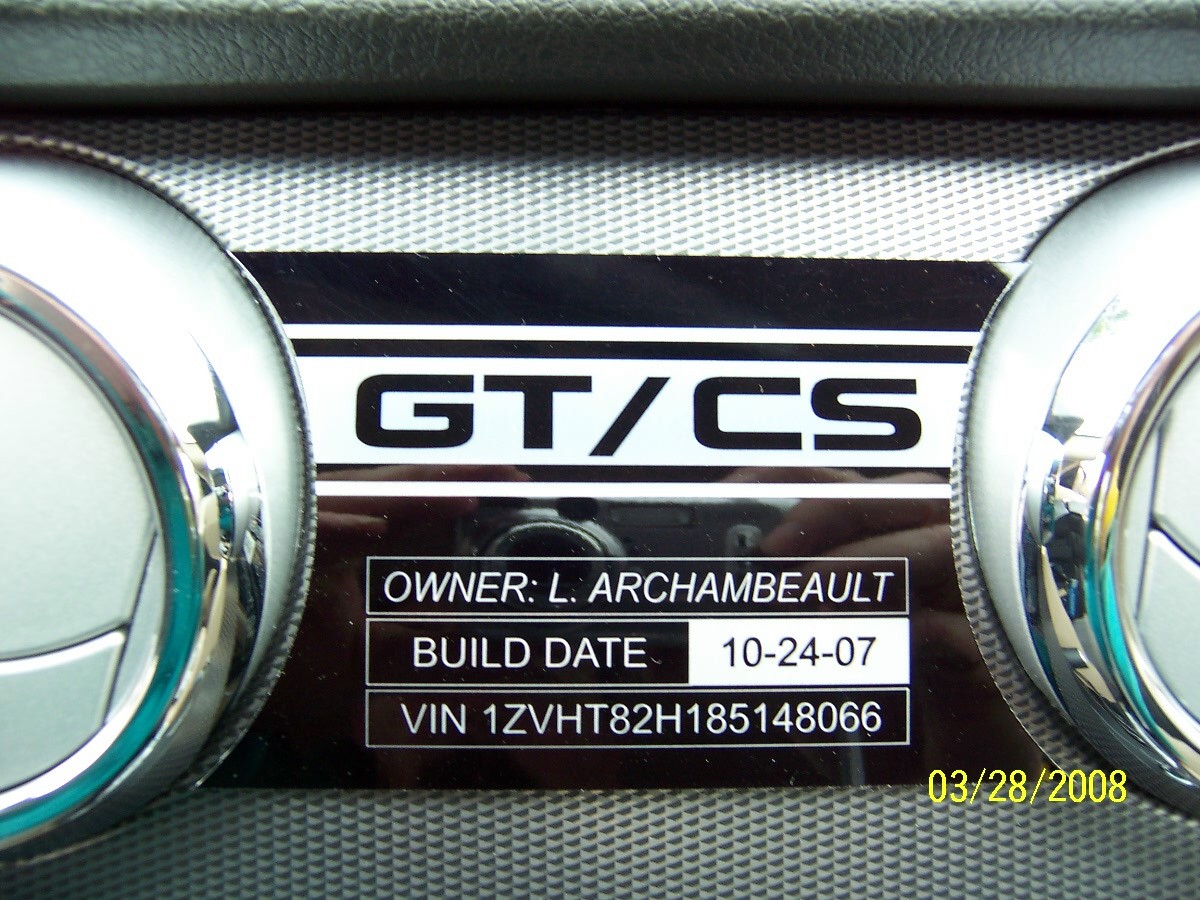 GT/CS
OWNER: L. ARCHAMBEAULT
BUILD DATE 10-24-07
VIN 1ZVHT82H185148066
03/28/2008